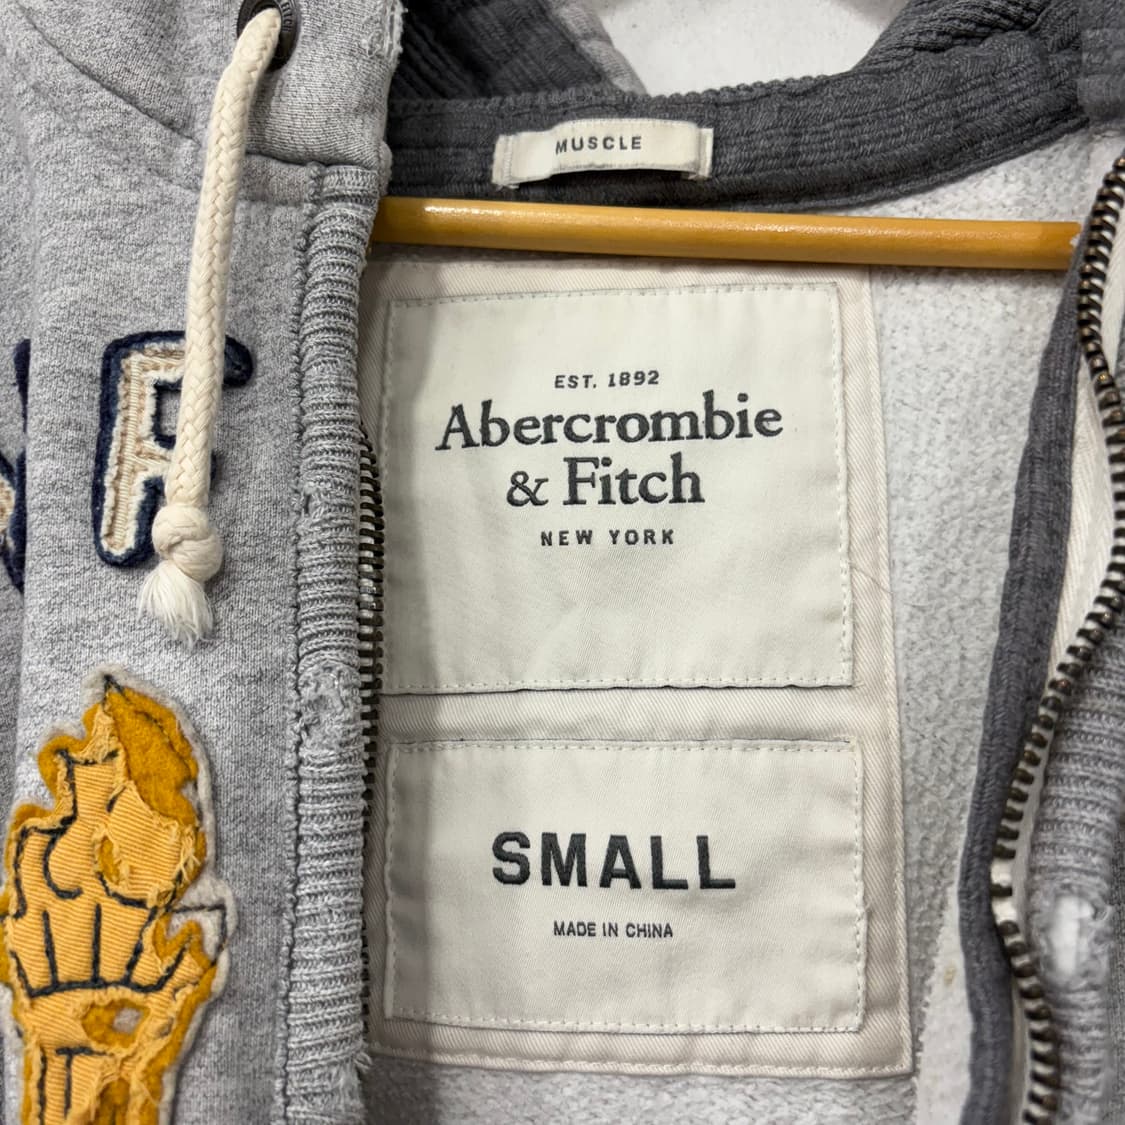 MUSCLE
EST. 1892
Abercrombie
& Fitch
NEW YORK
SMALL
MADE IN CHINA
F